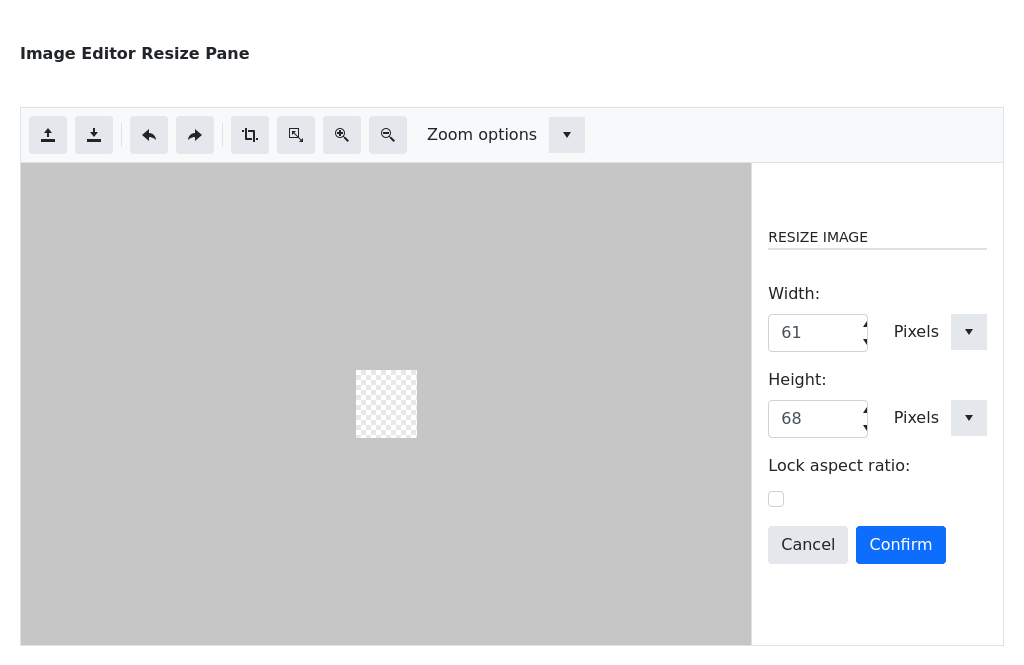 Image Editor Resize Pane
Zoom options
RESIZE IMAGE
Width:
61 Pixels
Height:
68 Pixels
Lock aspect ratio:
Cancel Confirm